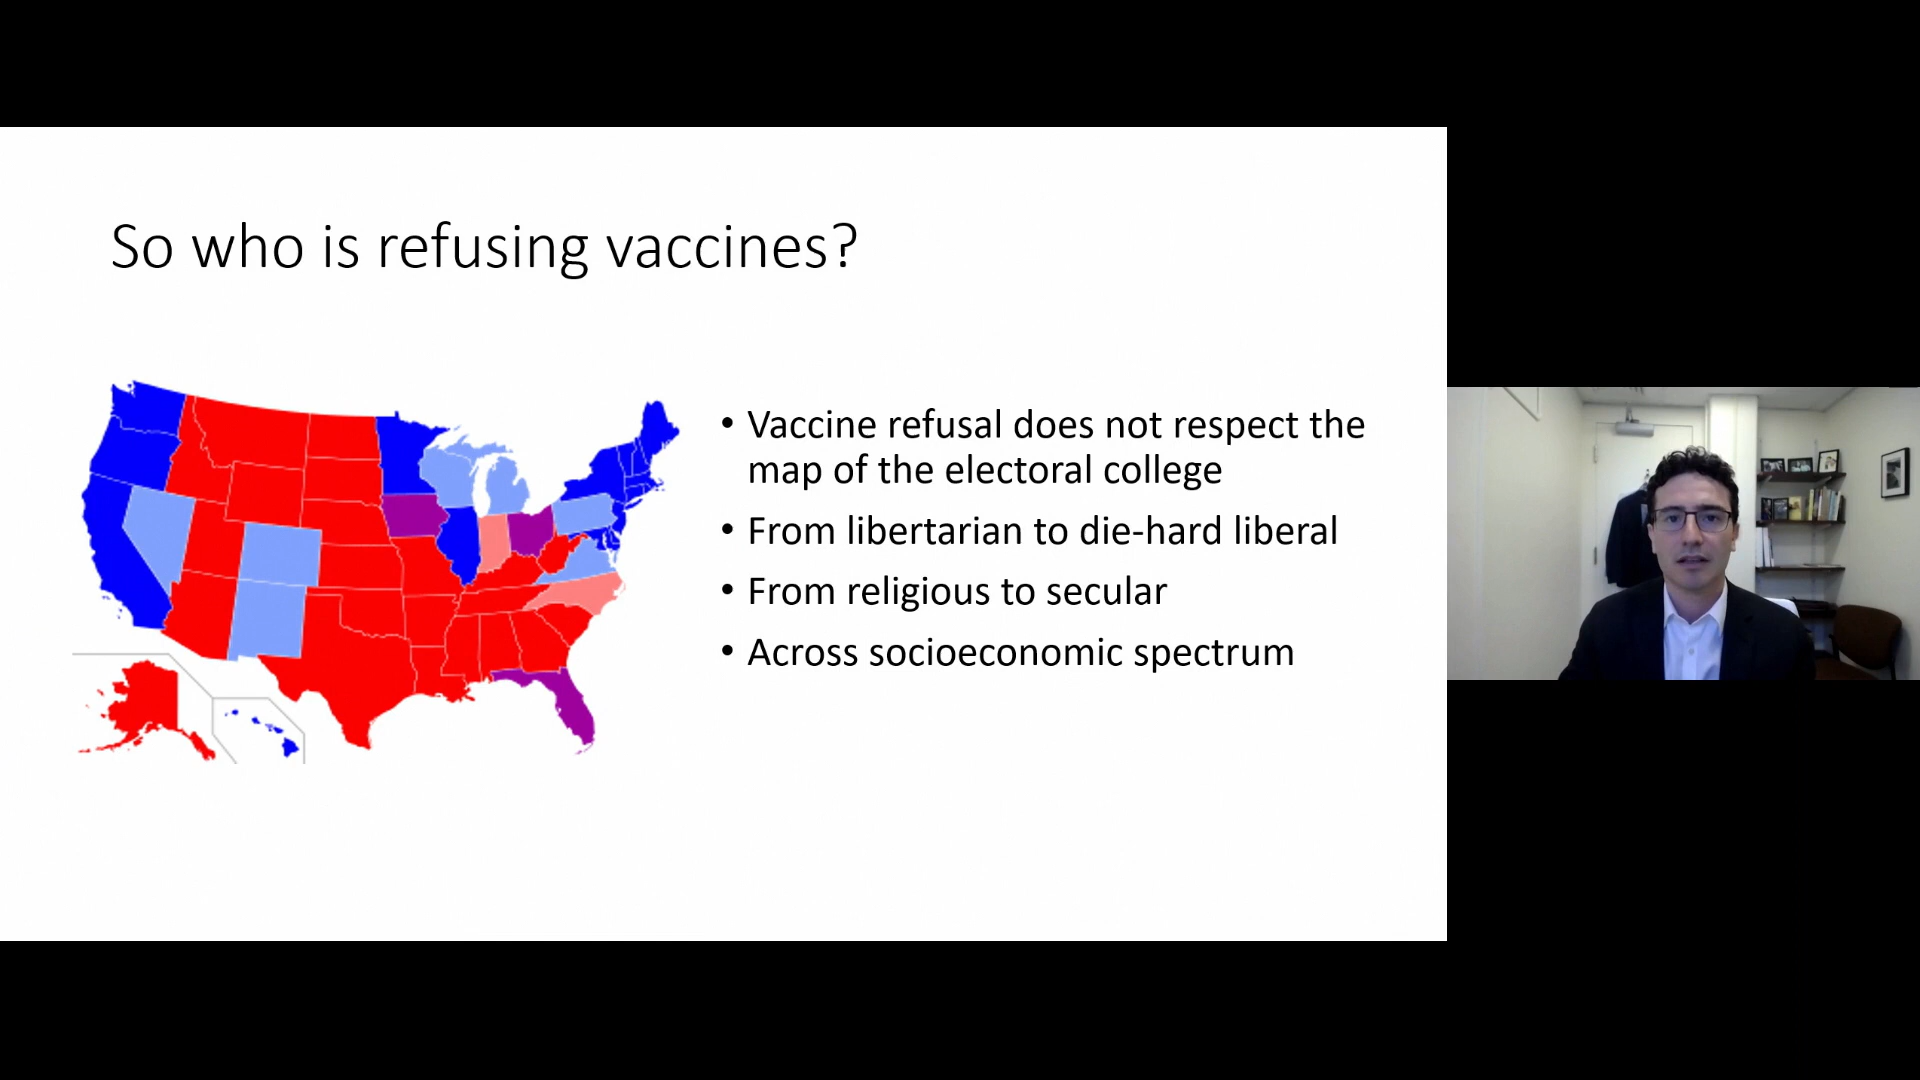 So who is refusing vaccines?
• Vaccine refusal does not respect the
map of the electoral college
• From libertarian to die-hard liberal
• From religious to secular
• Across socioeconomic spectrum